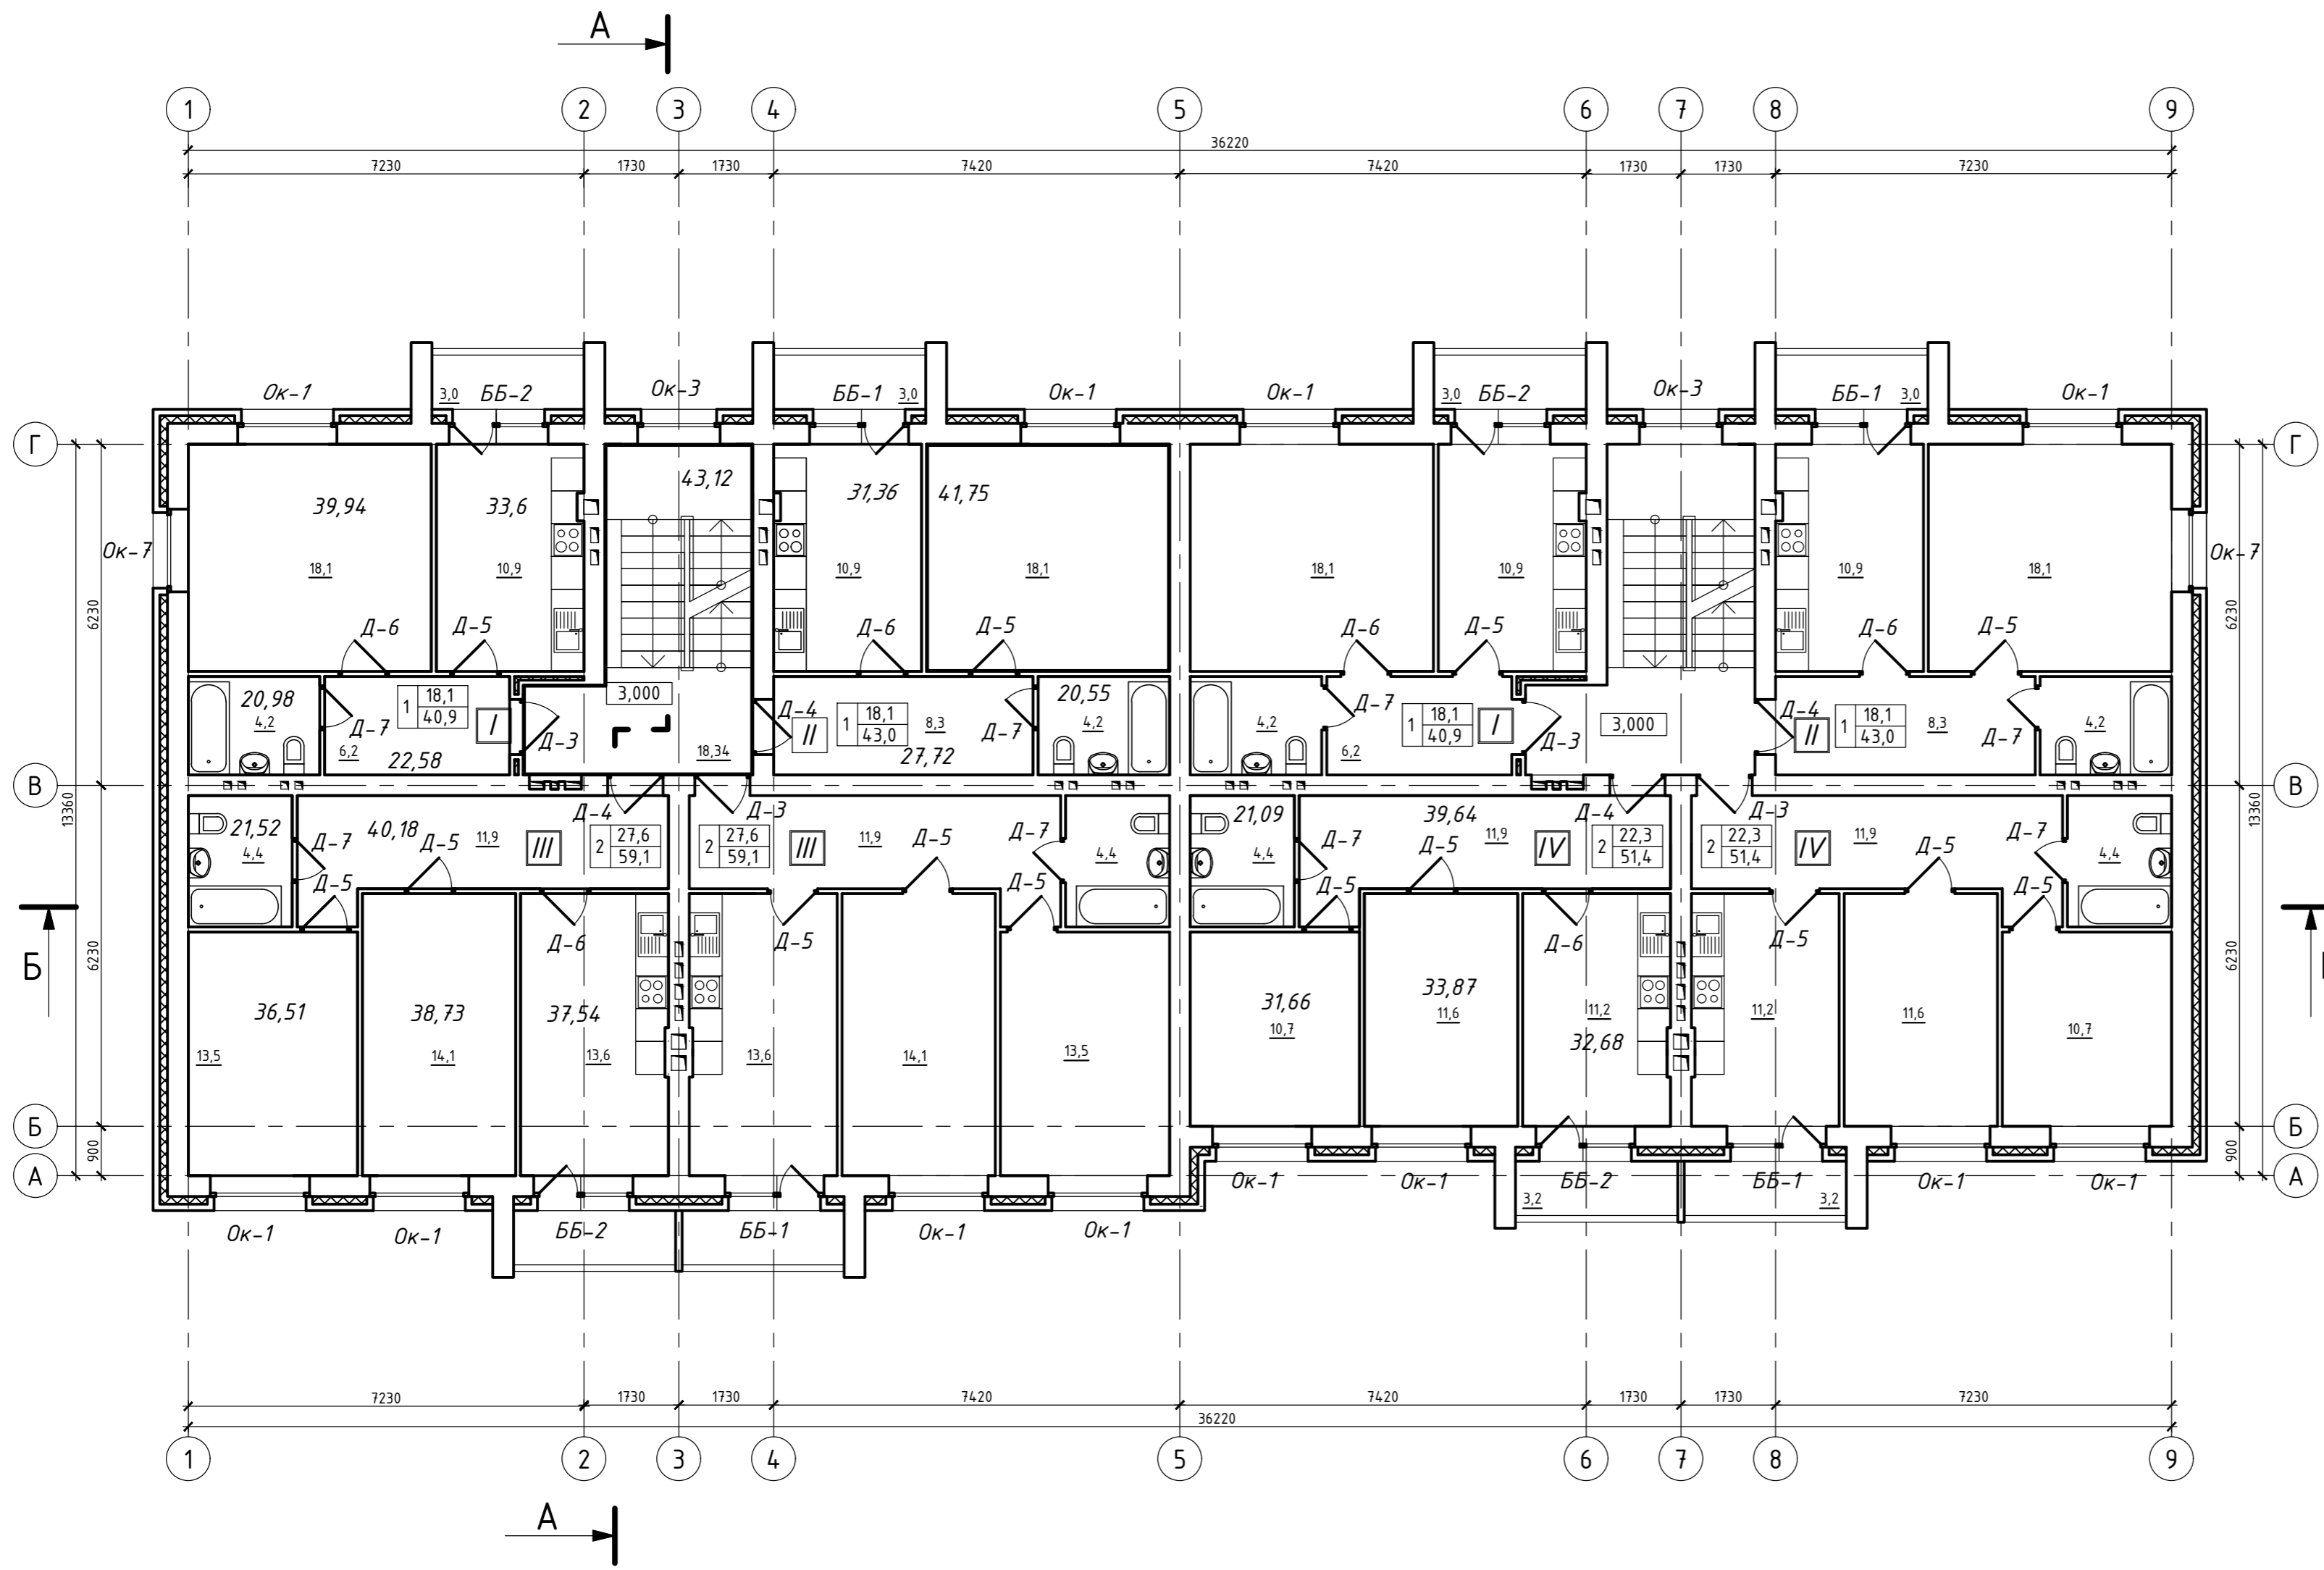 А
1 2 3 4 5 6 7 8 9
36220
7230 1730 1730 7420 7420 1730 1730 7230
Ок-1 3,0 ББ-2 Ок-3 ББ-1 3,0 Ок-1 Ок-1 3,0 ББ-2 Ок-3 ББ-1 3,0 Ок-1
Г Г
43,12
39,94 33,6 31,36 41,75
Ок-7 Ок-7
18,1 10,9 10,9 18,1 18,1 10,9 10,9 18,1
6230 6230
Д-6 Д-5 Д-6 Д-5 Д-6 Д-5 Д-6 Д-5
20,98 18,1 3,000 20,55 18,1
4,2 Д-7 1 40,9 I Д-4 II 1 18,1 8,3 4,2 4,2 Д-7 1 40,9 I 3,000 Д-4 II 1 18,1 8,3 4,2
43,0 43,0
6,2 22,58 Д-3 18,34 27,72 Д-7 6,2 Д-3 Д-7
В В
13360 13360
21,52 40,18 11,9 Д-4 27,6 Д-3 27,6 11,9 Д-5 Д-7 21,09 39,64 11,9 Д-4 22,3 Д-3 22,3 11,9 Д-5 Д-7
4,4 Д-7 Д-5 III 2 59,1 2 59,1 III 4,4 4,4 Д-7 Д-5 IV 2 51,4 2 51,4 IV 4,4
Д-5 Д-5 Д-5 Д-5
Д-6 Д-5 Д-6 Д-5
Б
6230 6230
36,51 38,73 37,54 31,66 33,87
10,7 11,6 11,2 11,2 11,6 10,7
32,68
13,5 14,1 13,6 13,6 14,1 13,5
Б Б
900 900
А А
Ок-1 Ок-1 ББ-2 ББ-1 Ок-1 Ок-1
3,2 3,2
Ок-1 Ок-1 ББ-2 ББ-1 Ок-1 Ок-1
7230 1730 1730 7420 7420 1730 1730 7230
36220
1 2 3 4 5 6 7 8 9
А